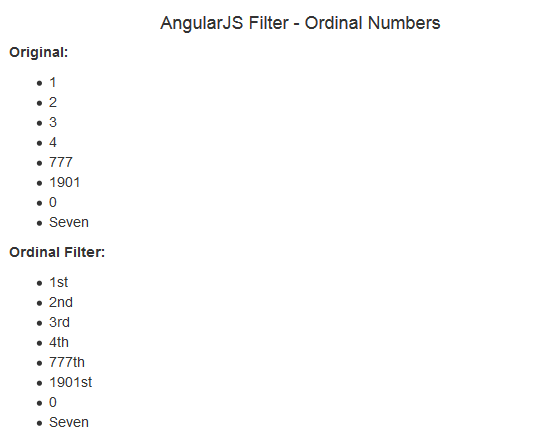 AngularJS Filter - Ordinal Numbers
Original:
1
2
3
4
777
1901
0
Seven
Ordinal Filter:
1st
2nd
3rd
4th
777th
1901st
0
Seven